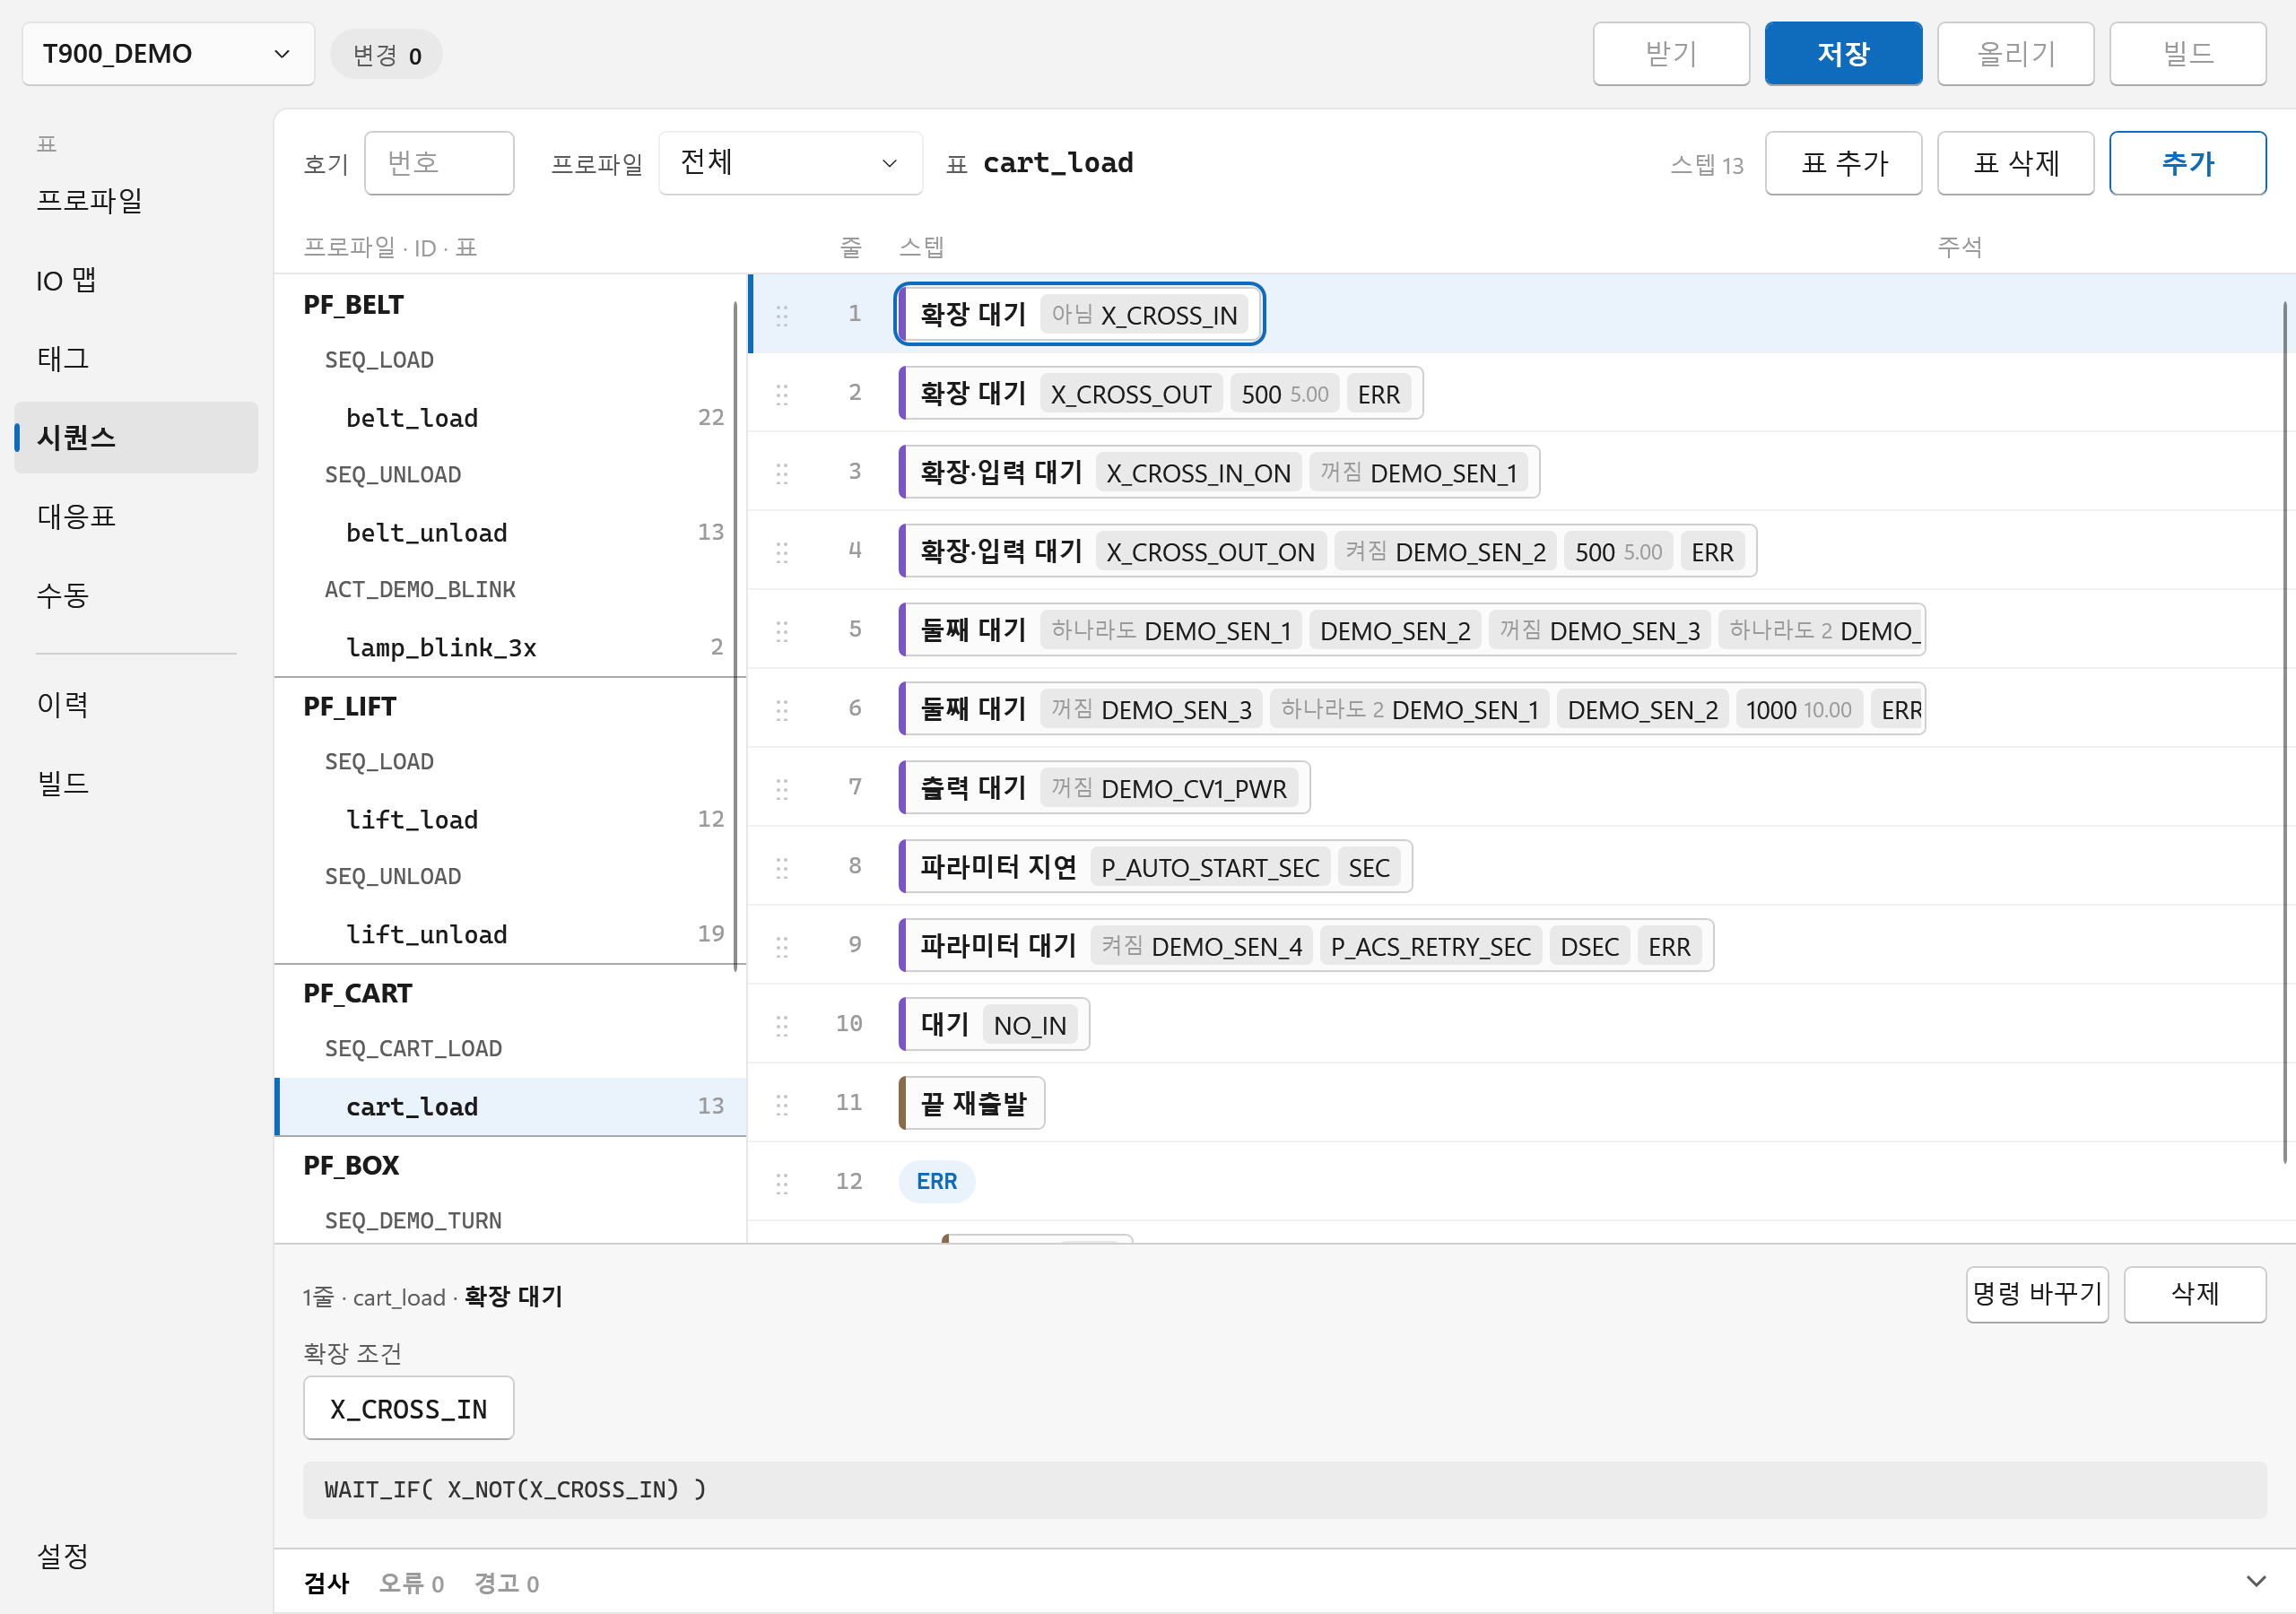 T900_DEMO 변경 0 받기 저장 올리기 빌드
표
프로파일
IO 맵
태그
시퀀스
대응표
수동
이력
빌드
설정
호기 번호 프로파일 전체 표 cart_load 스텝 13 표 추가 표 삭제 추가
프로파일 · ID · 표 줄 스텝 주석
PF_BELT
SEQ_LOAD
belt_load 22
SEQ_UNLOAD
belt_unload 13
ACT_DEMO_BLINK
lamp_blink_3x 2
PF_LIFT
SEQ_LOAD
lift_load 12
SEQ_UNLOAD
lift_unload 19
PF_CART
SEQ_CART_LOAD
cart_load 13
PF_BOX
SEQ_DEMO_TURN
1 확장 대기 아님 X_CROSS_IN
2 확장 대기 X_CROSS_OUT 500 5.00 ERR
3 확장·입력 대기 X_CROSS_IN_ON 꺼짐 DEMO_SEN_1
4 확장·입력 대기 X_CROSS_OUT_ON 켜짐 DEMO_SEN_2 500 5.00 ERR
5 둘째 대기 하나라도 DEMO_SEN_1 DEMO_SEN_2 꺼짐 DEMO_SEN_3 하나라도 2 DEMO_
6 둘째 대기 꺼짐 DEMO_SEN_3 하나라도 2 DEMO_SEN_1 DEMO_SEN_2 1000 10.00 ERR
7 출력 대기 꺼짐 DEMO_CV1_PWR
8 파라미터 지연 P_AUTO_START_SEC SEC
9 파라미터 대기 켜짐 DEMO_SEN_4 P_ACS_RETRY_SEC DSEC ERR
10 대기 NO_IN
11 끝 재출발
12 ERR
1줄 · cart_load · 확장 대기 명령 바꾸기 삭제
확장 조건
X_CROSS_IN
WAIT_IF( X_NOT(X_CROSS_IN) )
검사 오류 0 경고 0